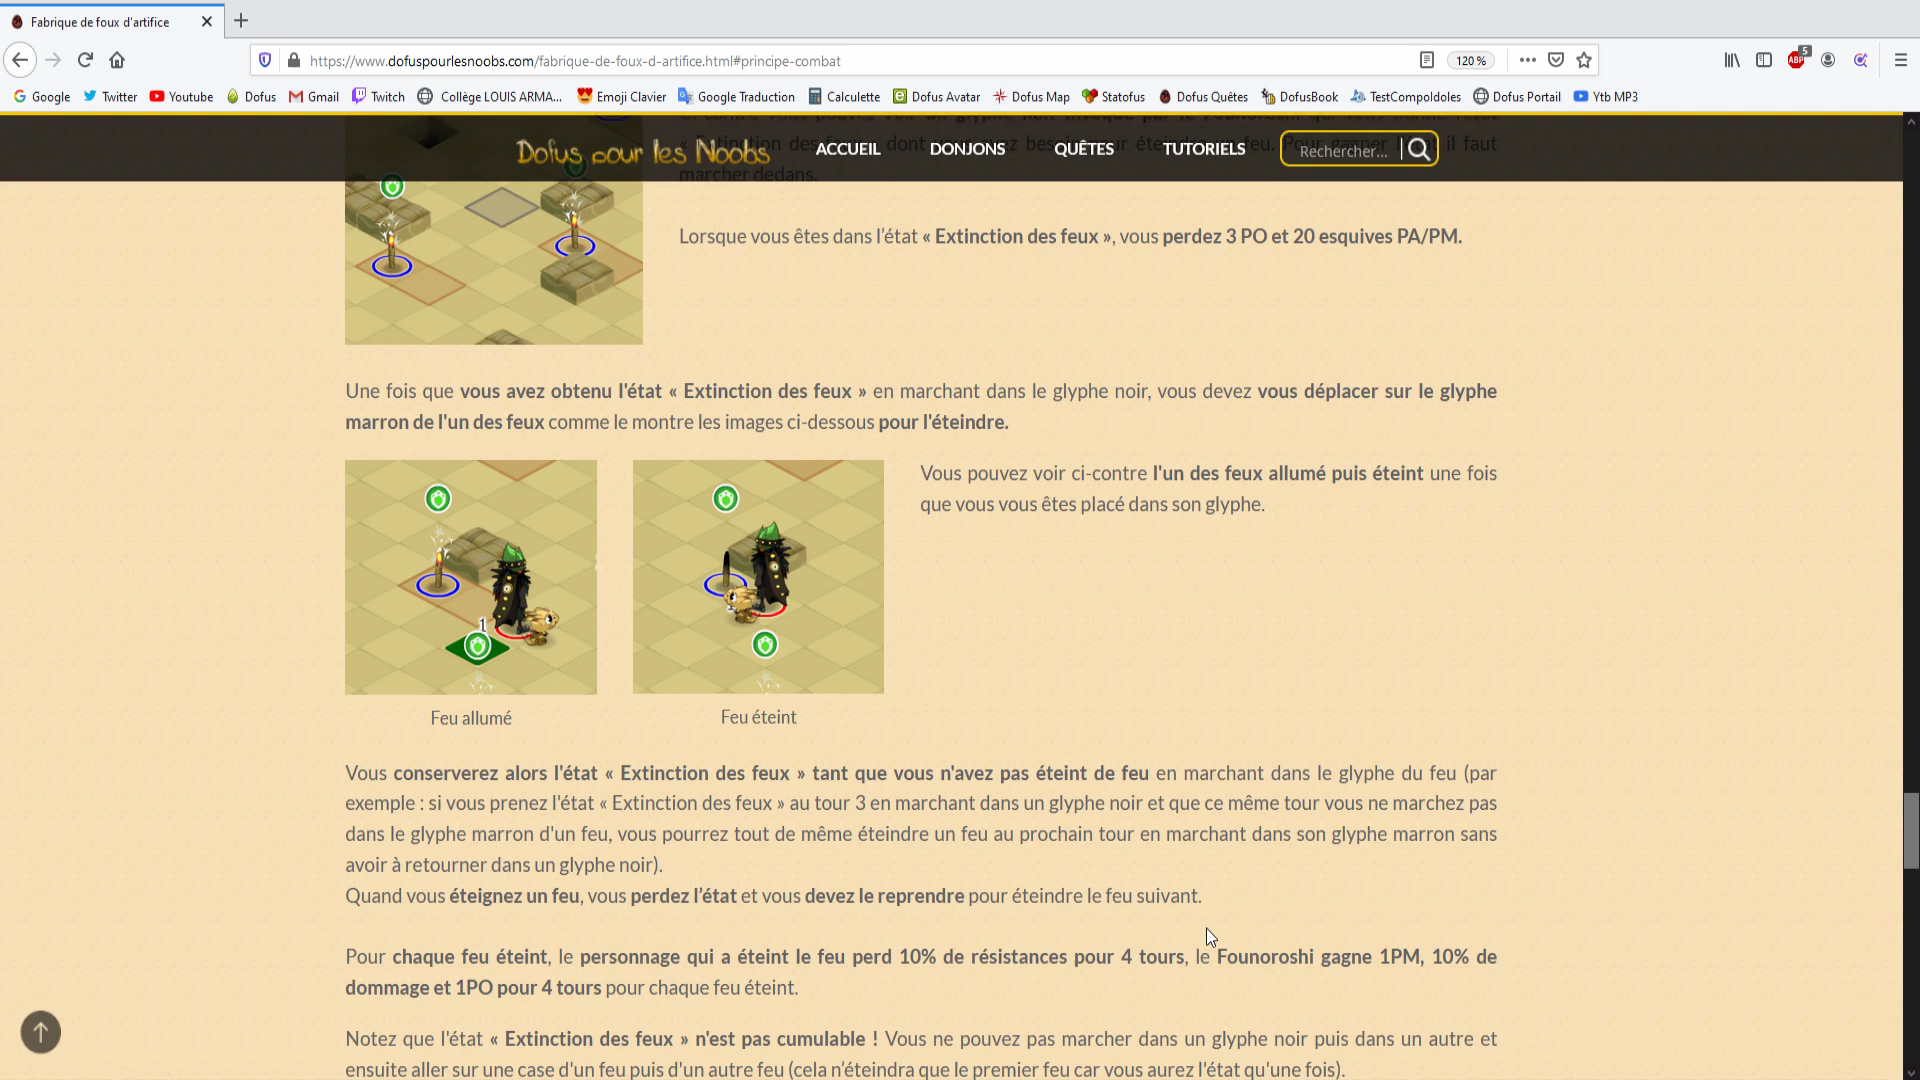 Fabrique de foux d'artifice
https://www.dofuspourlesnoobs.com/fabrique-de-foux-d-artifice.html#principe-combat
120 %
5
ABP
Google Twitter Youtube Dofus Gmail Twitch Collège LOUIS ARMA... Emoji Clavier Google Traduction Calculette Dofus Avatar Dofus Map Statofus Dofus Quêtes DofusBook TestCompoIdoles Dofus Portail Ytb MP3
Dofus pour les Noobs ACCUEIL DONJONS QUÊTES TUTORIELS Rechercher...
il faut
marcher dedans.
Lorsque vous êtes dans l’état « Extinction des feux », vous perdez 3 PO et 20 esquives PA/PM.
Une fois que vous avez obtenu l'état « Extinction des feux » en marchant dans le glyphe noir, vous devez vous déplacer sur le glyphe
marron de l'un des feux comme le montre les images ci-dessous pour l'éteindre.
Vous pouvez voir ci-contre l'un des feux allumé puis éteint une fois
que vous vous êtes placé dans son glyphe.
1
Feu allumé
Feu éteint
Vous conserverez alors l'état « Extinction des feux » tant que vous n'avez pas éteint de feu en marchant dans le glyphe du feu (par
exemple : si vous prenez l'état « Extinction des feux » au tour 3 en marchant dans un glyphe noir et que ce même tour vous ne marchez pas
dans le glyphe marron d'un feu, vous pourrez tout de même éteindre un feu au prochain tour en marchant dans son glyphe marron sans
avoir à retourner dans un glyphe noir).
Quand vous éteignez un feu, vous perdez l’état et vous devez le reprendre pour éteindre le feu suivant.
Pour chaque feu éteint, le personnage qui a éteint le feu perd 10% de résistances pour 4 tours, le Founoroshi gagne 1PM, 10% de
dommage et 1PO pour 4 tours pour chaque feu éteint.
Notez que l'état « Extinction des feux » n'est pas cumulable ! Vous ne pouvez pas marcher dans un glyphe noir puis dans un autre et
ensuite aller sur une case d'un feu puis d'un autre feu (cela n’éteindra que le premier feu car vous aurez l'état qu'une fois).